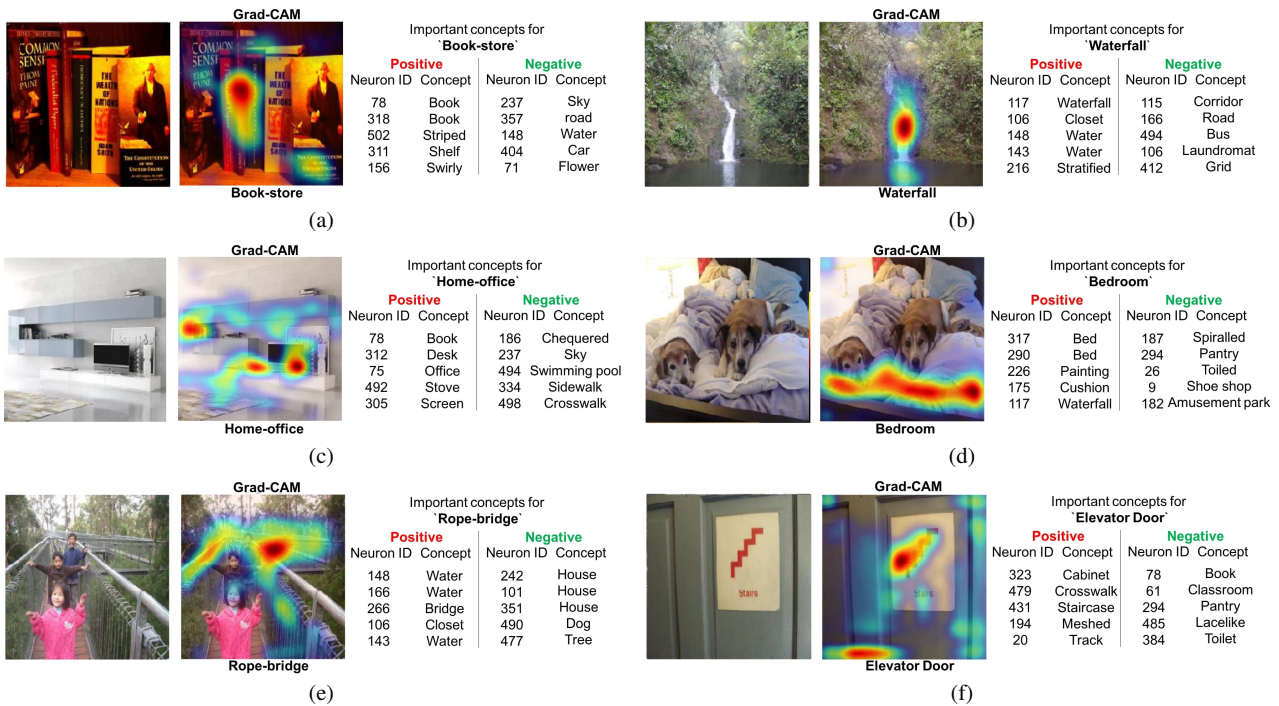 Grad-CAM
COMMON
SENSE
THOM
PAINE
THE
WEALTH
OF
NATIONS
ADAM
SMITH
THE CONSTITUTION
OF THE
UNITED STATES
Book-store
Important concepts for
`Book-store`
Positive Negative
Neuron ID Concept Neuron ID Concept
78 Book 237 Sky
318 Book 357 road
502 Striped 148 Water
311 Shelf 404 Car
156 Swirly 71 Flower
(a)
Grad-CAM
Waterfall
Important concepts for
`Waterfall`
Positive Negative
Neuron ID Concept Neuron ID Concept
117 Waterfall 115 Corridor
106 Closet 166 Road
148 Water 494 Bus
143 Water 106 Laundromat
216 Stratified 412 Grid
(b)
Grad-CAM
Home-office
Important concepts for
`Home-office`
Positive Negative
Neuron ID Concept Neuron ID Concept
78 Book 186 Chequered
312 Desk 237 Sky
75 Office 494 Swimming pool
492 Stove 334 Sidewalk
305 Screen 498 Crosswalk
(c)
Grad-CAM
Bedroom
Important concepts for
`Bedroom`
Positive Negative
Neuron ID Concept Neuron ID Concept
317 Bed 187 Spiralled
290 Bed 294 Pantry
226 Painting 26 Toiled
175 Cushion 9 Shoe shop
117 Waterfall 182 Amusement park
(d)
Grad-CAM
Rope-bridge
Important concepts for
`Rope-bridge`
Positive Negative
Neuron ID Concept Neuron ID Concept
148 Water 242 House
166 Water 101 House
266 Bridge 351 House
106 Closet 490 Dog
143 Water 477 Tree
(e)
Grad-CAM
Stairs
Stairs
Elevator Door
Important concepts for
`Elevator Door`
Positive Negative
Neuron ID Concept Neuron ID Concept
323 Cabinet 78 Book
479 Crosswalk 61 Classroom
431 Staircase 294 Pantry
194 Meshed 485 Lacelike
20 Track 384 Toilet
(f)